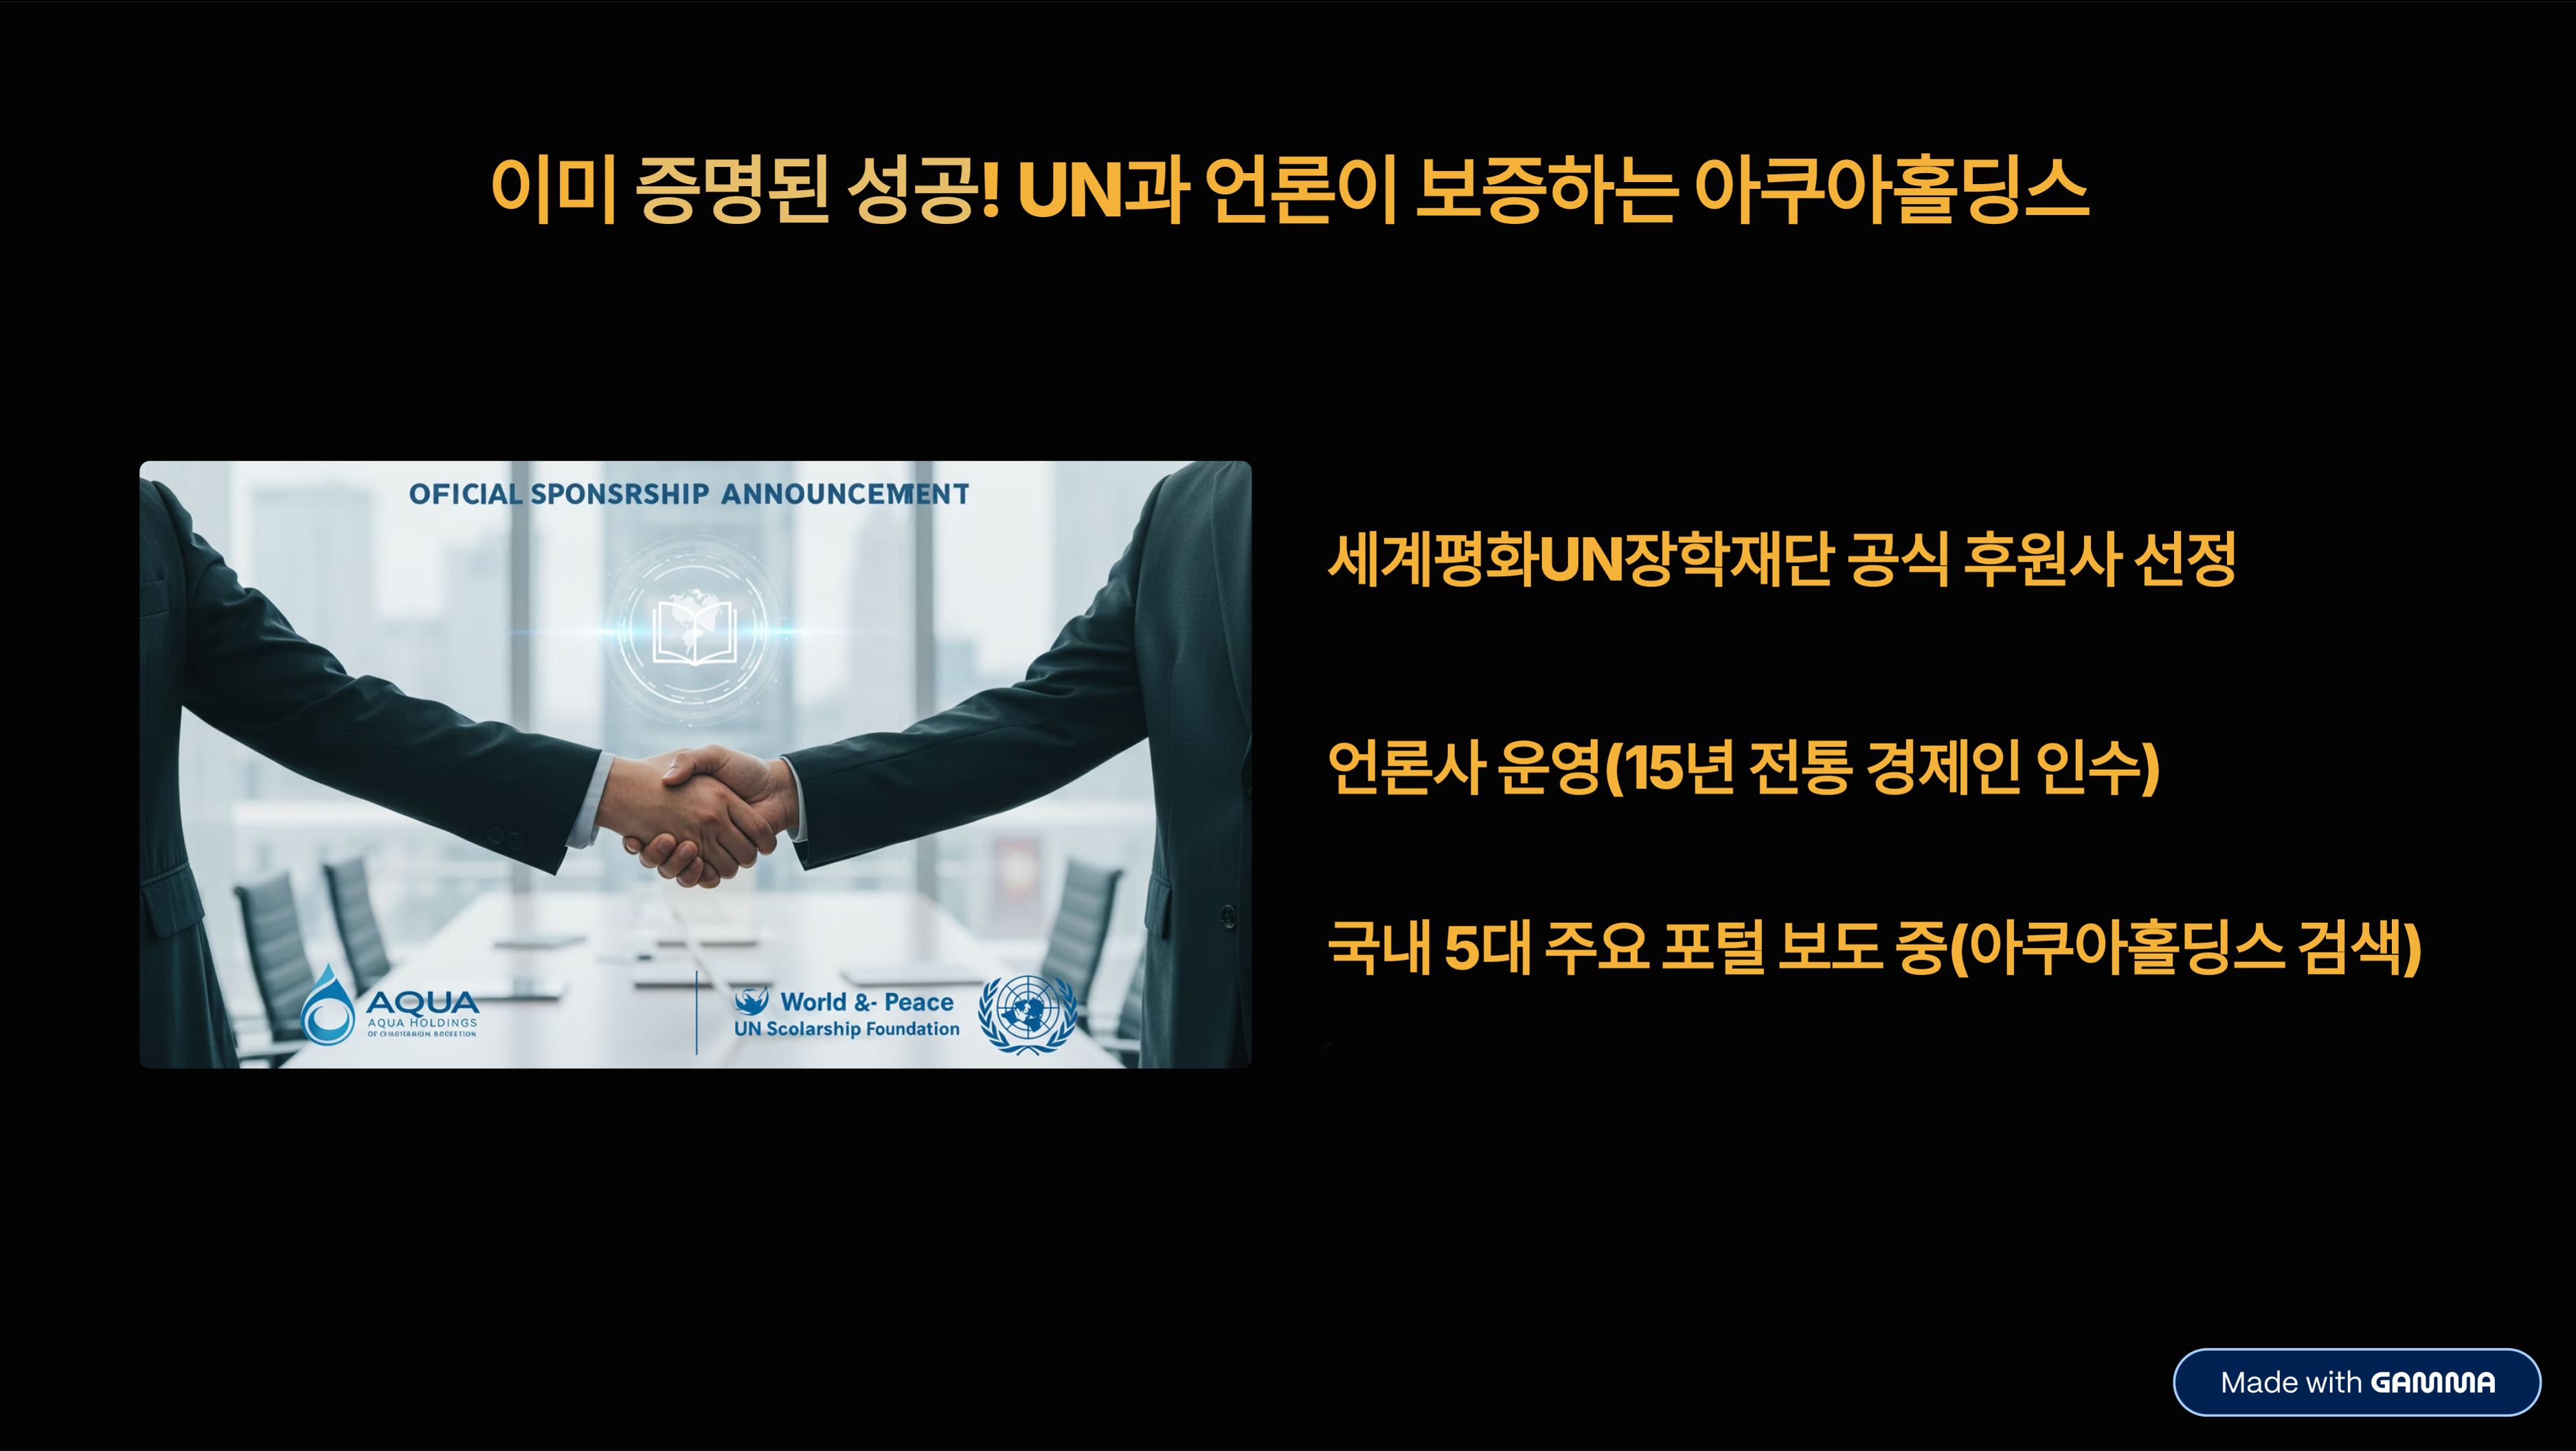 이미 증명된 성공! UN과 언론이 보증하는 아쿠아홀딩스
OFICIAL SPONSRSHIP ANNOUNCEMENT
세계평화UN장학재단 공식 후원사 선정
언론사 운영(15년 전통 경제인 인수)
국내 5대 주요 포털 보도 중(아쿠아홀딩스 검색)
AQUA
AQUA HOLDINGS
World &- Peace
UN Scolarship Foundation
Made with GAMMA